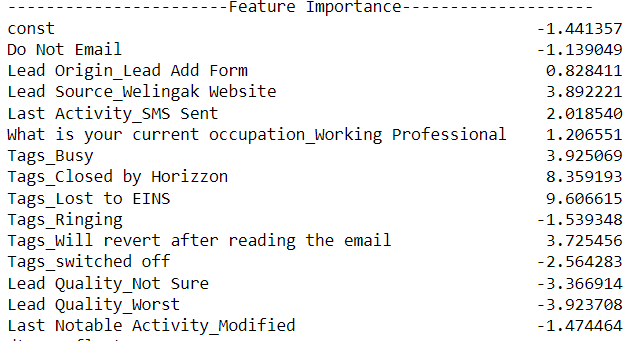 -----------------------Feature Importance--------------------
const -1.441357
Do Not Email -1.139049
Lead Origin_Lead Add Form 0.828411
Lead Source_Welingak Website 3.892221
Last Activity_SMS Sent 2.018540
What is your current occupation_Working Professional 1.206551
Tags_Busy 3.925069
Tags_Closed by Horizzon 8.359193
Tags_Lost to EINS 9.606615
Tags_Ringing -1.539348
Tags_Will revert after reading the email 3.725456
Tags_switched off -2.564283
Lead Quality_Not Sure -3.366914
Lead Quality_Worst -3.923708
Last Notable Activity_Modified -1.474464